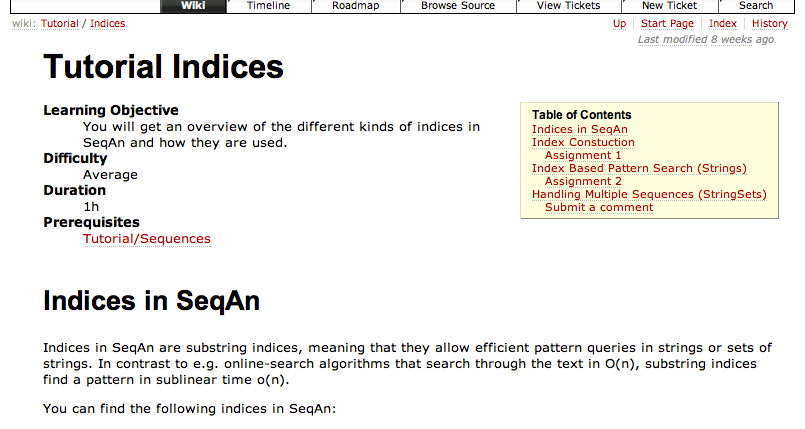 Wiki Timeline Roadmap Browse Source View Tickets New Ticket Search
wiki: Tutorial / Indices
Up Start Page Index History
Last modified 8 weeks ago
Tutorial Indices
Learning Objective
You will get an overview of the different kinds of indices in
SeqAn and how they are used.
Difficulty
Average
Duration
1h
Prerequisites
Tutorial/Sequences
Table of Contents
Indices in SeqAn
Index Constuction
Assignment 1
Index Based Pattern Search (Strings)
Assignment 2
Handling Multiple Sequences (StringSets)
Submit a comment
Indices in SeqAn
Indices in SeqAn are substring indices, meaning that they allow efficient pattern queries in strings or sets of
strings. In contrast to e.g. online-search algorithms that search through the text in O(n), substring indices
find a pattern in sublinear time o(n).
You can find the following indices in SeqAn: